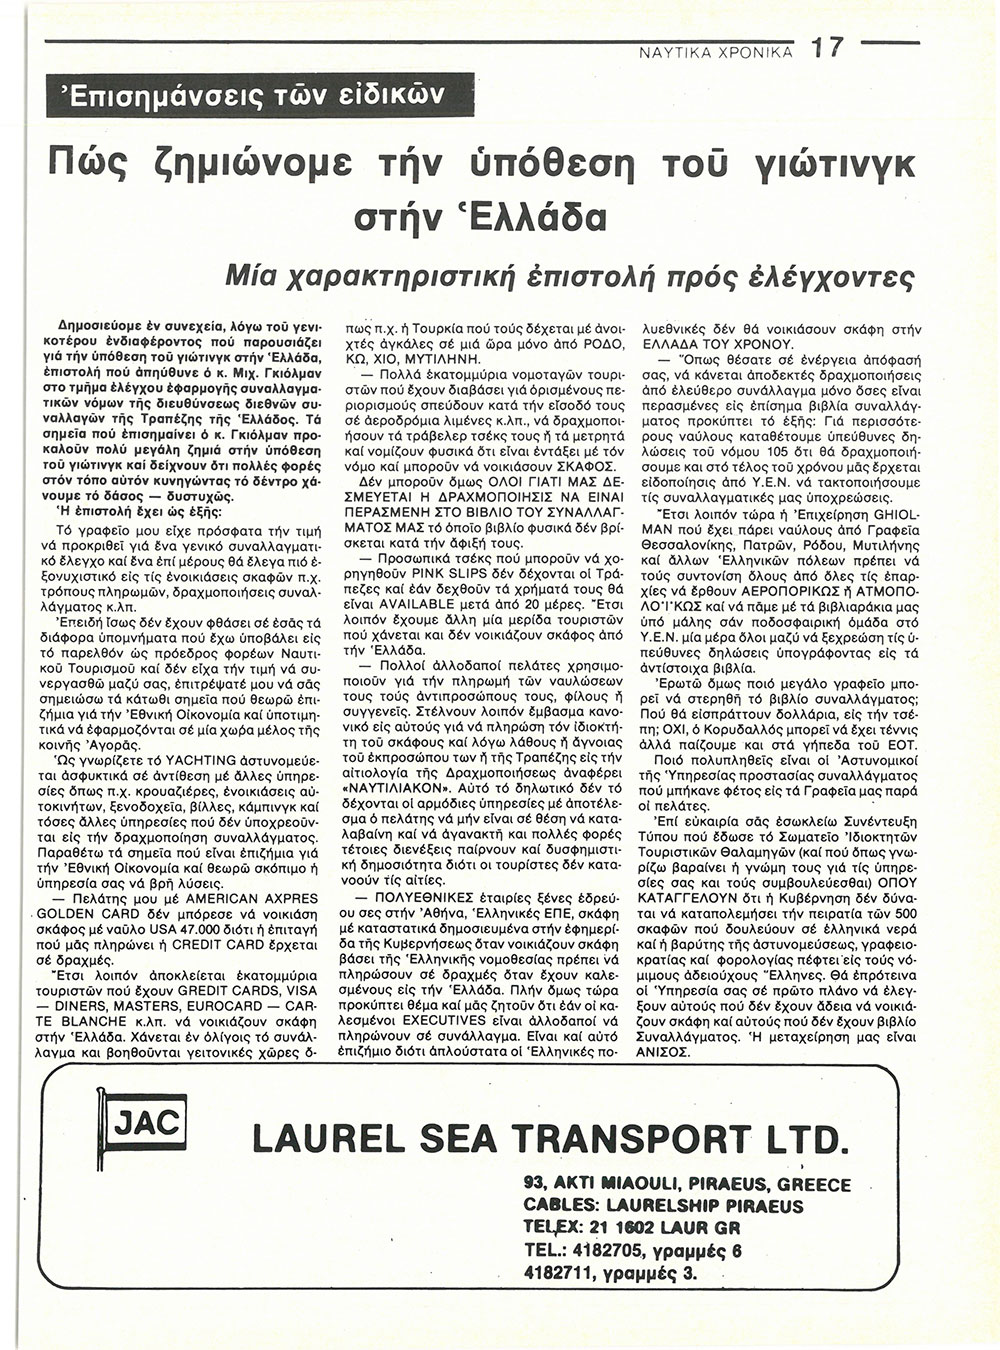 ΝΑΥΤΙΚΑ ΧΡΟΝΙΚΑ 17
Ἐπισημάνσεις τῶν εἰδικῶν
Πώς ζημιώνομε τήν ὑπόθεση τοῦ γιώτινγκ
στήν Ἑλλάδα
Μία χαρακτηριστική ἐπιστολή πρός ἐλέγχοντες
Δημοσιεύομε ἐν συνεχεία, λόγω τοῦ γενι-
κοτέρου ἐνδιαφέροντος πού παρουσιάζει
γιά τήν ὑπόθεση τοῦ γιώτινγκ στήν Ἑλλάδα,
ἐπιστολή πού ἀπηύθυνε ὁ κ. Μιχ. Γκιόλμαν
στο τμῆμα ἐλέγχου ἐφαρμογῆς συναλλαγμα-
τικῶν νόμων τῆς διευθύνσεως διεθνῶν συ-
ναλλαγῶν τῆς Τραπέζης τῆς Ἑλλάδος. Τά
σημεῖα πού ἐπισημαίνει ὁ κ. Γκιόλμαν προ-
καλοῦν πολύ μεγάλη ζημιά στήν ὑπόθεση
τοῦ γιώτινγκ καί δείχνουν ὅτι πολλές φορές
στόν τόπο αὐτόν κυνηγώντας τό δέντρο χά-
νουμε τό δάσος — δυστυχῶς.
Ἡ ἐπιστολή ἔχει ὡς ἑξῆς:
Τό γραφεῖο μου εἶχε πρόσφατα τήν τιμή
νά προκριθεῖ γιά ἕνα γενικό συναλλαγματι-
κό ἔλεγχο καί ἕνα ἐπί μέρους θά ἔλεγα πιό ἐ-
ξονυχιστικό εἰς τίς ἐνοικιάσεις σκαφῶν π.χ.
τρόπους πληρωμῶν, δραχμοποιήσεις συναλ-
λάγματος κ.λπ.
Ἐπειδή ἴσως δέν ἔχουν φθάσει σέ ἐσᾶς τά
διάφορα ὑπομνήματα πού ἔχω ὑποβάλει εἰς
τό παρελθόν ὡς πρόεδρος φορέων Ναυτι-
κοῦ Τουρισμοῦ καί δέν εἶχα τήν τιμή νά συ-
νεργασθῶ μαζύ σας, ἐπιτρέψατέ μου νά σᾶς
σημειώσω τά κάτωθι σημεῖα πού θεωρῶ ἐπι-
ζήμια γιά τήν Ἐθνική Οἰκονομία καί ὑποτιμη-
τικά νά ἐφαρμοζόνται σέ μία χώρα μέλος τῆς
κοινῆς Ἀγορᾶς.
Ὡς γνωρίζετε τό YACHTING ἀστυνομεύε-
ται ἀσφυκτικά σέ ἀντίθεση μέ ἄλλες ὑπηρε-
σίες ὅπως π.χ. κρουαζιέρες, ἐνοικιάσεις αὐ-
τοκινήτων, ξενοδοχεῖα, βίλλες, κάμπινγκ καί
τόσες ἄλλες ὑπηρεσίες πού δέν ὑποχρεοῦν-
ται εἰς τήν δραχμοποίηση συναλλάγματος.
Παραθέτω τά σημεῖα πού εἶναι ἐπιζήμια γιά
τήν Ἐθνική Οἰκονομία καί θεωρῶ σκόπιμο ἡ
ὑπηρεσία σας νά βρῆ λύσεις.
— Πελάτης μου μέ AMERICAN AXPRES
GOLDEN CARD δέν μπόρεσε νά νοικιάση
σκάφος μέ ναῦλο USA 47.000 διότι ἡ ἐπιταγή
πού μᾶς πληρώνει ἡ CREDIT CARD ἔρχεται
σέ δραχμές.
Ἔτσι λοιπόν ἀποκλείεται ἑκατομμύρια
τουριστῶν πού ἔχουν GREDIT CARDS, VISA
— DINERS, MASTERS, EUROCARD — CAR-
TE BLANCHE κ.λπ. νά νοικιάζουν σκάφη
στήν Ἑλλάδα. Χάνεται ἐν ὀλίγοις τό συνάλ-
λαγμα και βοηθοῦνται γειτονικές χῶρες ὅ-
πως π.χ. ἡ Τουρκία πού τούς δέχεται μέ ἀνοι-
χτές ἀγκάλες σέ μιά ὥρα μόνο ἀπό ΡΟΔΟ,
ΚΩ, ΧΙΟ, ΜΥΤΙΛΗΝΗ.
— Πολλά ἑκατομμύρια νομοταγῶν τουρι-
στῶν πού ἔχουν διαβάσει γιά ὁρισμένους πε-
ριορισμούς σπεύδουν κατά τήν εἴσοδό τους
σέ ἀεροδρόμια λιμένες κ.λπ., νά δραχμοποι-
ήσουν τά τράβελερ τσέκς τους ἤ τά μετρητά
καί νομίζουν φυσικά ὅτι εἶναι ἐντάξει μέ τόν
νόμο καί μποροῦν νά νοικιάσουν ΣΚΑΦΟΣ.
Δέν μποροῦν ὅμως ΟΛΟΙ ΓΙΑΤΙ ΜΑΣ ΔΕ-
ΣΜΕΥΕΤΑΙ Η ΔΡΑΧΜΟΠΟΙΗΣΙΣ ΝΑ ΕΙΝΑΙ
ΠΕΡΑΣΜΕΝΗ ΣΤΟ ΒΙΒΛΙΟ ΤΟΥ ΣΥΝΑΛΛΑΓ-
ΜΑΤΟΣ ΜΑΣ τό ὁποῖο βιβλίο φυσικά δέν βρί-
σκεται κατά τήν ἄφιξή τους.
— Προσωπικά τσέκς πού μποροῦν νά χο-
ρηγηθοῦν PINK SLIPS δέν δέχονται οἱ Τρά-
πεζες καί ἐάν δεχθοῦν τά χρήματά τους θά
εἶναι AVAILABLE μετά ἀπό 20 μέρες. Ἔτσι
λοιπόν ἔχουμε ἄλλη μία μερίδα τουριστῶν
πού χάνεται καί δέν νοικιάζουν σκάφος ἀπό
τήν Ἑλλάδα.
— Πολλοί ἀλλοδαποί πελάτες χρησιμο-
ποιοῦν γιά τήν πληρωμή τῶν ναυλώσεων
τους τούς ἀντιπροσώπους τους, φίλους ἤ
συγγενεῖς. Στέλνουν λοιπόν ἔμβασμα κανο-
νικό εἰς αὐτούς γιά νά πληρώση τόν ἰδιοκτή-
τη τοῦ σκάφους καί λόγω λάθους ἤ ἄγνοιας
τοῦ ἐκπροσώπου των ἤ τῆς Τραπέζης εἰς τήν
αἰτιολογία τῆς Δραχμοποιήσεως ἀναφέρει
«ΝΑΥΤΙΛΙΑΚΟΝ». Αὐτό τό δηλωτικό δέν τό
δέχονται οἱ ἁρμόδιες ὑπηρεσίες μέ ἀποτέλε-
σμα ὁ πελάτης νά μήν εἶναι σέ θέση νά κατα-
λαβαίνη καί νά ἀγανακτῆ και πολλές φορές
τέτοιες διενέξεις παίρνουν καί δυσφημιστι-
κή δημοσιότητα διότι οι τουρίστες δέν κατα-
νοοῦν τίς αἰτίες.
— ΠΟΛΥΕΘΝΙΚΕΣ ἑταιρίες ξένες ἑδρεύ-
ου σες στήν Ἀθήνα, Ἑλληνικές ΕΠΕ, σκάφη
μέ καταστατικά δημοσιευμένα στήν ἐφημερί-
δα τῆς Κυβερνήσεως ὅταν νοικιάζουν σκάφη
βάσει τῆς Ἑλληνικῆς νομοθεσίας πρέπει νά
πληρώσουν σέ δραχμές ὅταν ἔχουν καλε-
σμένους εἰς τήν Ἑλλάδα. Πλήν ὅμως τώρα
προκύπτει θέμα καί μᾶς ζητοῦν ὅτι ἐάν οἱ κα-
λεσμένοι EXECUTIVES εἶναι ἀλλοδαποί νά
πληρώνουν σέ συνάλλαγμα. Εἶναι καί αὐτό
ἐπιζήμιο διότι ἁπλούστατα οἱ Ἑλληνικές πο-
λυεθνικές δέν θά νοικιάσουν σκάφη στήν
ΕΛΛΑΔΑ ΤΟΥ ΧΡΟΝΟΥ.
— Ὅπως θέσατε σέ ἐνέργεια ἀπόφασή
σας, νά κάνεται ἀποδεκτές δραχμοποιήσεις
ἀπό ἐλεύθερο συνάλλαγμα μόνο ὅσες εἶναι
περασμένες εἰς ἐπίσημα βιβλία συναλλάγ-
ματος προκύπτει τό ἑξῆς: Γιά περισσότε-
ρους ναύλους καταθέτουμε ὑπεύθυνες δη-
λώσεις τοῦ νόμου 105 ὅτι θά δραχμοποιή-
σουμε και στό τέλος τοῦ χρόνου μᾶς ἔρχεται
εἰδοποίησις ἀπό Υ.Ε.Ν. νά τακτοποιήσουμε
τίς συναλλαγματικές μας ὑποχρεώσεις.
Ἔτσι λοιπόν τώρα ἡ Ἐπιχείρηση GHIOL-
MAN πού ἔχει πάρει ναύλους ἀπό Γραφεῖα
Θεσσαλονίκης, Πατρῶν, Ρόδου, Μυτιλήνης
καί ἄλλων Ἑλληνικῶν πόλεων πρέπει νά
τούς συντονίση ὅλους ἀπό ὅλες τίς ἐπαρ-
χίες νά ἔρθουν ΑΕΡΟΠΟΡΙΚΩΣ ἤ ΑΤΜΟΠΟ-
ΛΟΪΚΩΣ καί νά πᾶμε μέ τά βιβλιαράκια μας
ὑπό μάλης σάν ποδοσφαιρική ὁμάδα στό
Υ.Ε.Ν. μία μέρα ὅλοι μαζύ νά ξεχρεώση τίς ὑ-
πεύθυνες δηλώσεις ὑπογράφοντας εἰς τά
ἀντίστοιχα βιβλία.
Ἐρωτῶ ὅμως ποιό μεγάλο γραφεῖο μπο-
ρεῖ νά στερηθῆ τό βιβλίο συναλλάγματος;
Πού θά εἰσπράττουν δολλάρια, εἰς τήν τσέ-
πη; ΟΧΙ, ὁ Κορυδαλλός μπορεῖ νά ἔχει τέννις
ἀλλά παίζουμε καί στά γήπεδα τοῦ ΕΟΤ.
Ποιό πολυπληθεῖς εἶναι οἱ Ἀστυνομικοί
τῆς Ὑπηρεσίας προστασίας συναλλάγματος
πού μπῆκανε φέτος εἰς τά Γραφεῖα μας παρά
οἱ πελάτες.
Ἐπί εὐκαιρία σᾶς ἐσωκλείω Συνέντευξη
Τύπου πού ἔδωσε τό Σωματεῖο Ἰδιοκτητῶν
Τουριστικῶν Θαλαμηγῶν (καί πού ὅπως γνω-
ρίζω βαραίνει ἡ γνώμη τους γιά τίς ὑπηρε-
σίες σας και τούς συμβουλεύεσθαι) ΟΠΟΥ
ΚΑΤΑΓΓΕΛΟΥΝ ὅτι ἡ Κυβέρνηση δέν δύνα-
ται νά καταπολεμήσει τήν πειρατία τῶν 500
σκαφῶν πού δουλεύουν σέ ἑλληνικά νερά
καί ἡ βαρύτης τῆς ἀστυνομεύσεως, γραφειο-
κρατίας καί φορολογίας πέφτει εἰς τούς νό-
μιμους ἀδειούχους Ἕλληνες. Θά ἐπρότεινα
οἱ Ὑπηρεσία σας σέ πρῶτο πλάνο νά ἐλέγ-
ξουν αὐτούς πού δέν ἔχουν ἄδεια νά νοικιά-
ζουν σκάφη καί αὐτούς πού δέν ἔχουν βιβλίο
Συναλλάγματος. Ἡ μεταχείρηση μας εἶναι
ΑΝΙΣΟΣ.
JAC
LAUREL SEA TRANSPORT LTD.
93, AKTI MIAOULI, PIRAEUS, GREECE
CABLES: LAURELSHIP PIRAEUS
TELEX: 21 1602 LAUR GR
TEL.: 4182705, γραμμές 6
4182711, γραμμές 3.